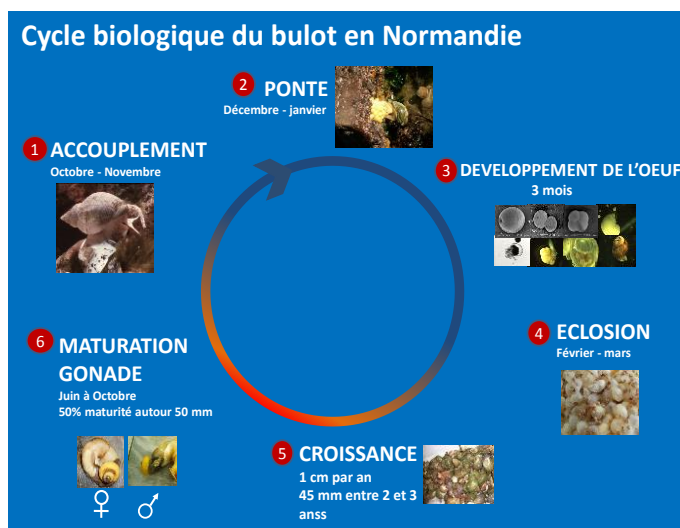 Cycle biologique du bulot en Normandie
2 PONTE
Décembre - janvier
1 ACCOUPLEMENT
Octobre - Novembre
3 DEVELOPPEMENT DE L'OEUF
3 mois
4 ECLOSION
Février - mars
6 MATURATION
GONADE
Juin à Octobre
50% maturité autour 50 mm
♀ ♂
5 CROISSANCE
1 cm par an
45 mm entre 2 et 3
anss